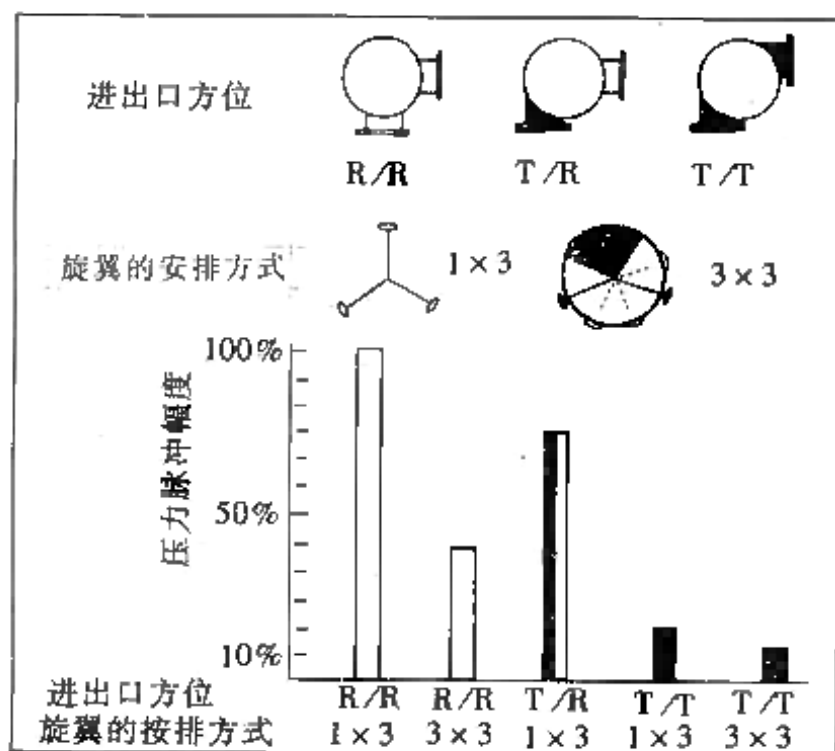 进出口方位
R/R T/R T/T
旋翼的安排方式 1×3 3×3
压力脉冲幅度
100%
50%
10%
进出口方位 R/R R/R T/R T/T T/T
旋翼的按排方式 1×3 3×3 1×3 1×3 3×3